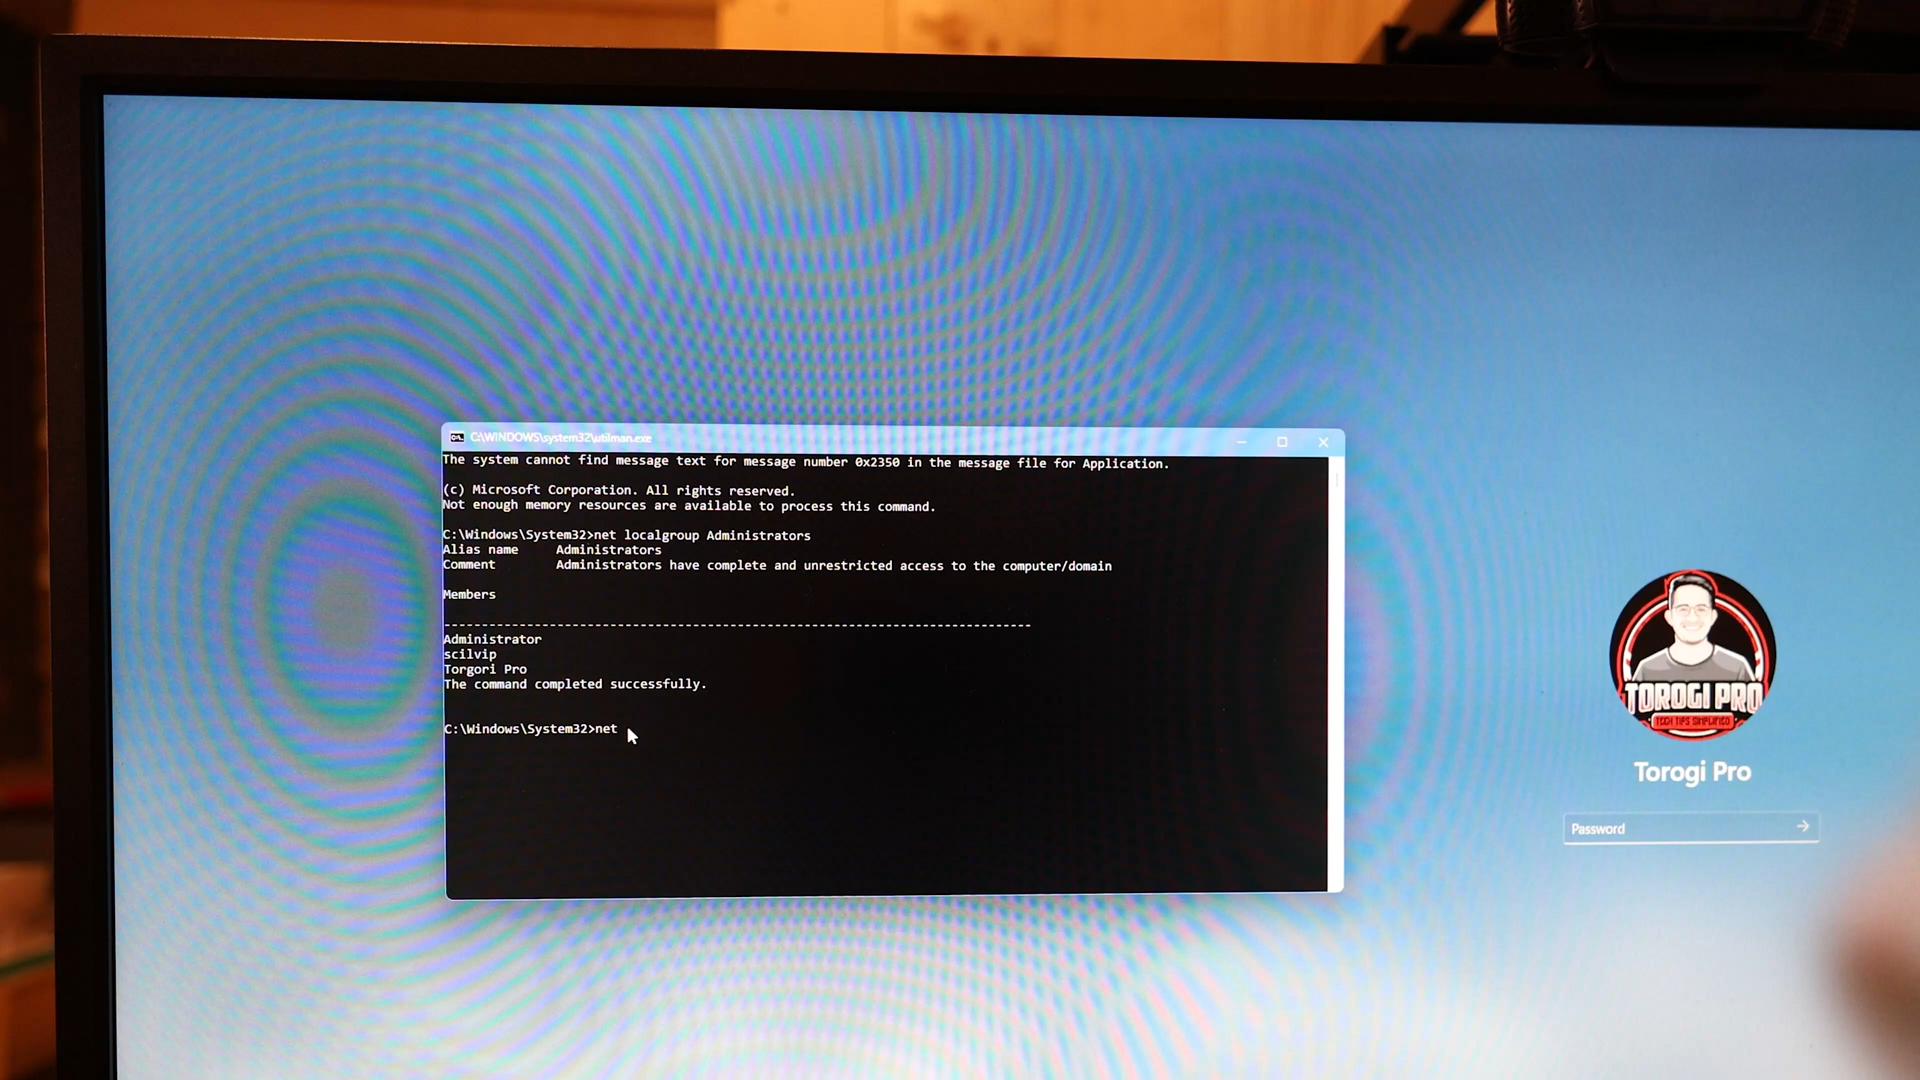 C:\WINDOWS\system32\utilman.exe
The system cannot find message text for message number 0x2350 in the message file for Application.
(c) Microsoft Corporation. All rights reserved.
Not enough memory resources are available to process this command.
C:\Windows\System32>net localgroup Administrators
Alias name     Administrators
Comment        Administrators have complete and unrestricted access to the computer/domain
Members
-------------------------------------------------------------------------------
Administrator
scilvip
Torgori Pro
The command completed successfully.
C:\Windows\System32>net
TOROGI PRO
TECH TIPS SIMPLIFIED
Torogi Pro
Password